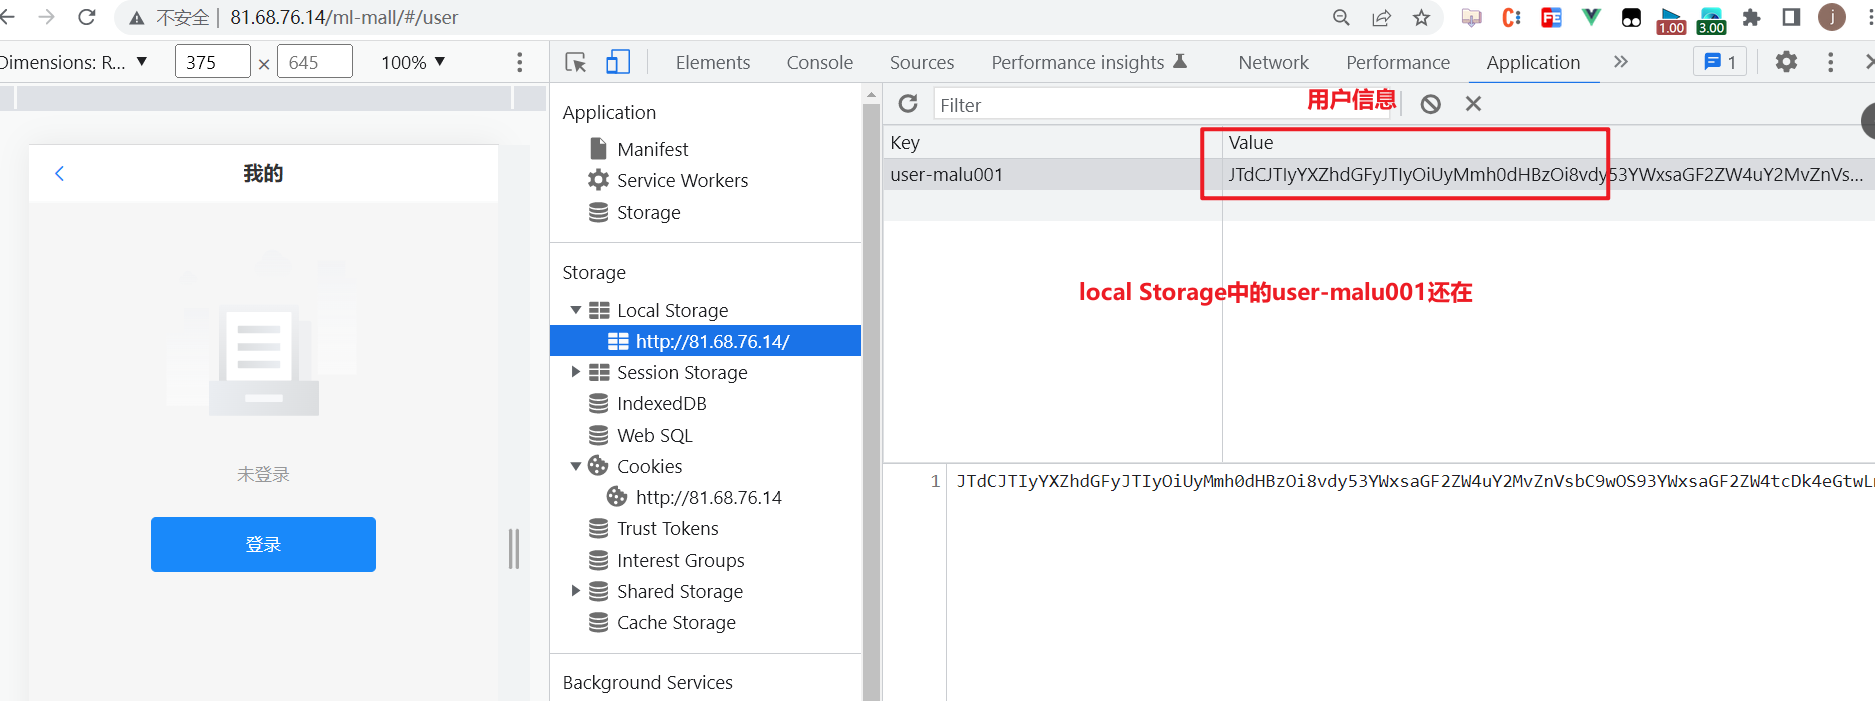 不安全 81.68.76.14/ml-mall/#/user
1.00
3.00
j
Dimensions: R... ▼ 375 × 645 100% ▼
Elements Console Sources Performance insights Network Performance Application » 1
我的
未登录
登录
Application
Manifest
Service Workers
Storage
Storage
Local Storage
http://81.68.76.14/
Session Storage
IndexedDB
Web SQL
Cookies
http://81.68.76.14
Trust Tokens
Interest Groups
Shared Storage
Cache Storage
Background Services
Filter
用户信息
Key Value
user-malu001 JTdCJTIyYXZhdGFyJTIyOiUyMmh0dHBzOi8vdy53YWxsaGF2ZW4uY2MvZnVs...
local Storage中的user-malu001还在
1 JTdCJTIyYXZhdGFyJTIyOiUyMmh0dHBzOi8vdy53YWxsaGF2ZW4uY2MvZnVsbC9wOS93YWxsaGF2ZW4tcDk4eGtwL